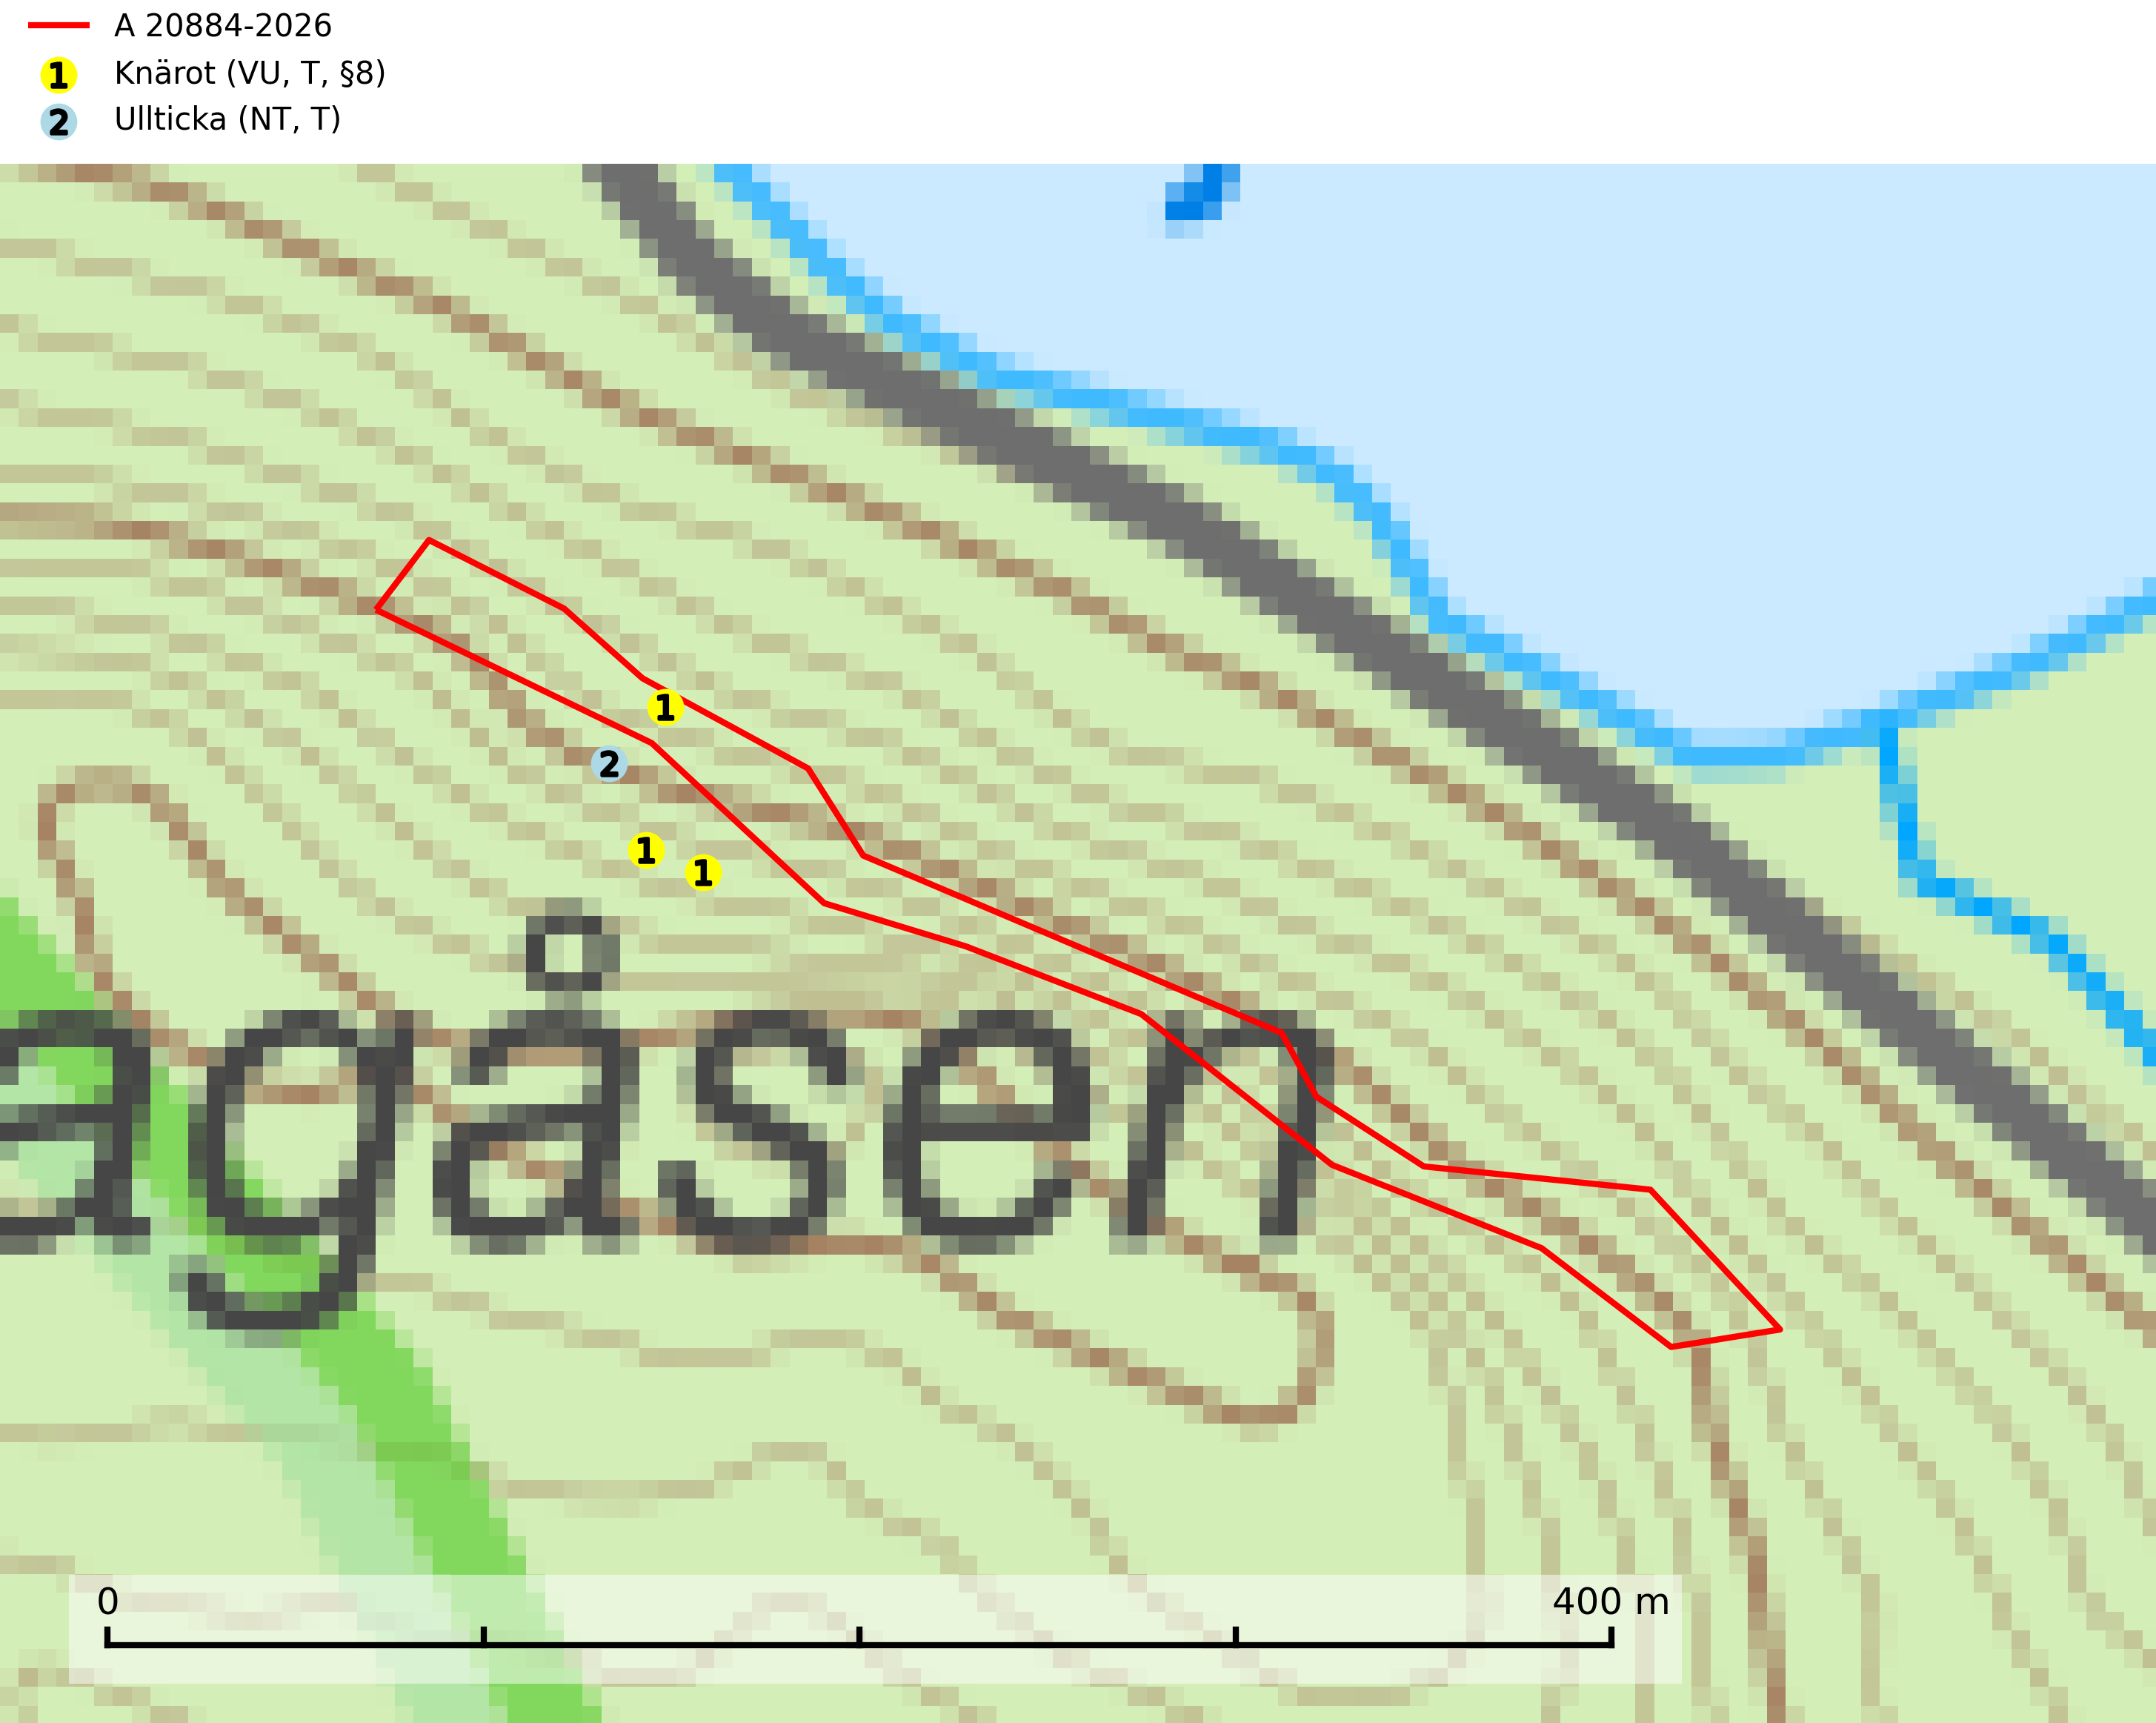 A 20884-2026
1 Knärot (VU, T, §8)
2 Ullticka (NT, T)
1
2
1
1
agåsen
0 400 m